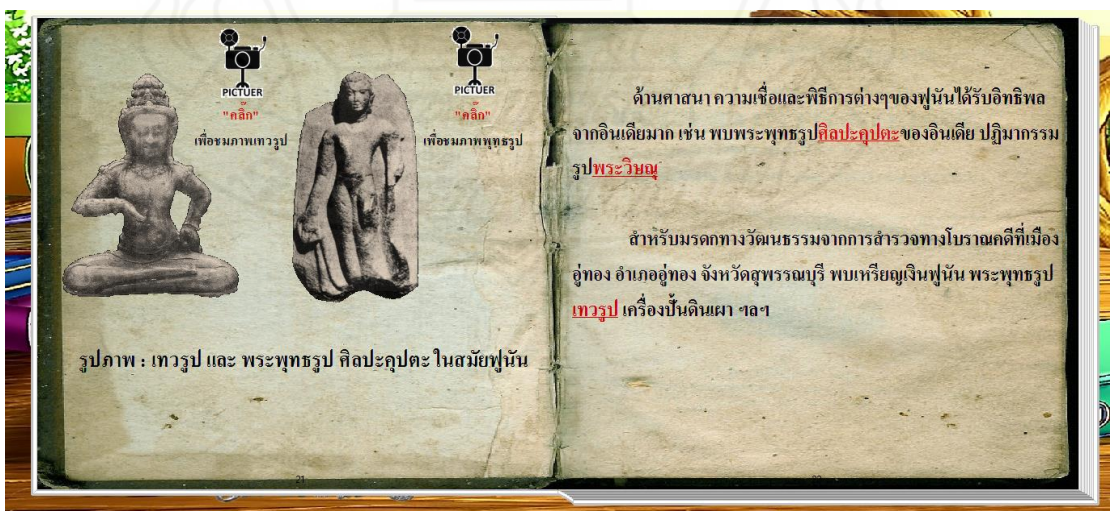 PICTUER
"คลิ๊ก"
เพื่อชมภาพเทวรูป
PICTUER
"คลิ๊ก"
เพื่อชมภาพพุทธรูป
รูปภาพ : เทวรูป และ พระพุทธรูป ศิลปะคุปตะ ในสมัยฟูนัน
21
ด้านศาสนา ความเชื่อและพิธีการต่างๆของฟูนันได้รับอิทธิพล
จากอินเดียมาก เช่น พบพระพุทธรูปศิลปะคุปตะของอินเดีย ปฏิมากรรม
รูปพระวิษณุ
สำหรับมรดกทางวัฒนธรรมจากการสำรวจทางโบราณคดีที่เมือง
อู่ทอง อำเภออู่ทอง จังหวัดสุพรรณบุรี พบเหรียญเงินฟูนัน พระพุทธรูป
เทวรูป เครื่องปั้นดินเผา ฯลฯ